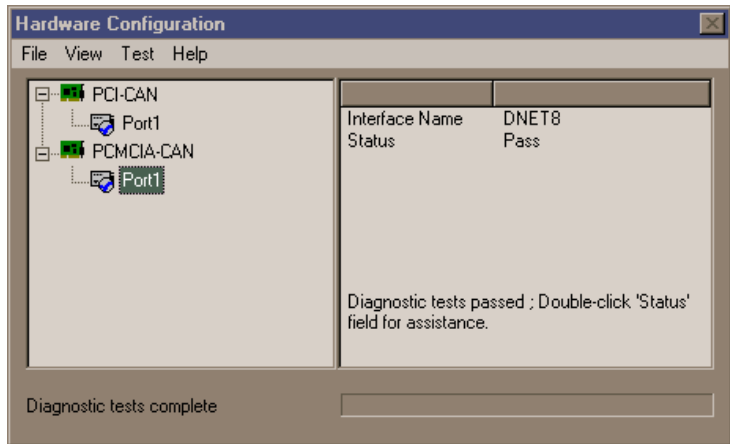 Hardware Configuration
File View Test Help
PCI-CAN
Port1
PCMCIA-CAN
Port1
Interface Name DNET8
Status Pass
Diagnostic tests passed ; Double-click 'Status'
field for assistance.
Diagnostic tests complete